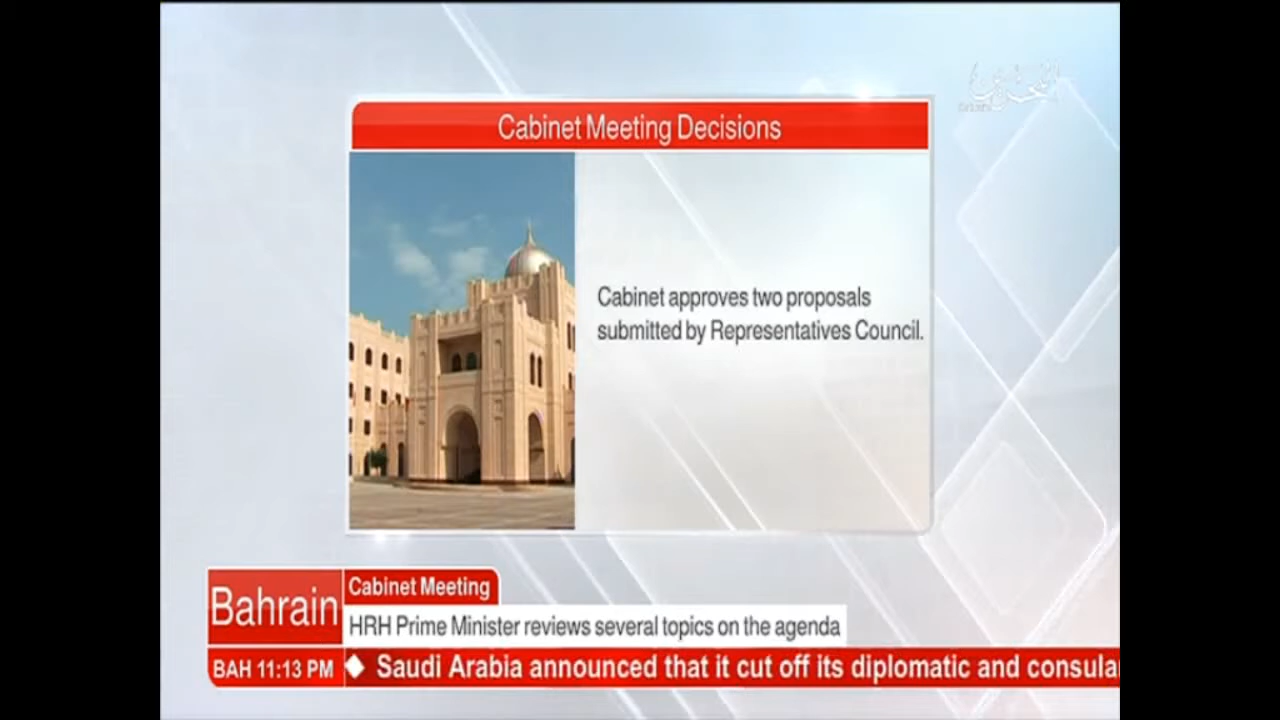 Cabinet Meeting Decisions
Cabinet approves two proposals
submitted by Representatives Council.
Bahrain
Cabinet Meeting
HRH Prime Minister reviews several topics on the agenda
BAH 11:13 PM
Saudi Arabia announced that it cut off its diplomatic and consula